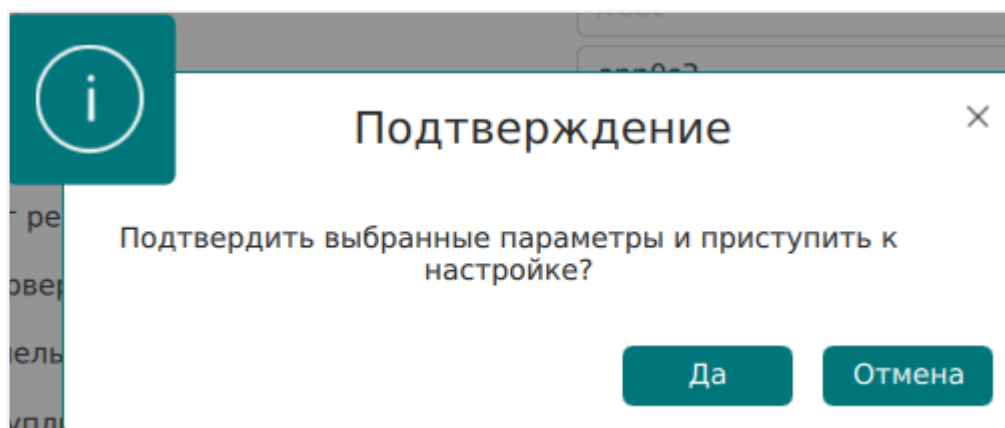 Подтверждение
Подтвердить выбранные параметры и приступить к
настройке?
Да
Отмена